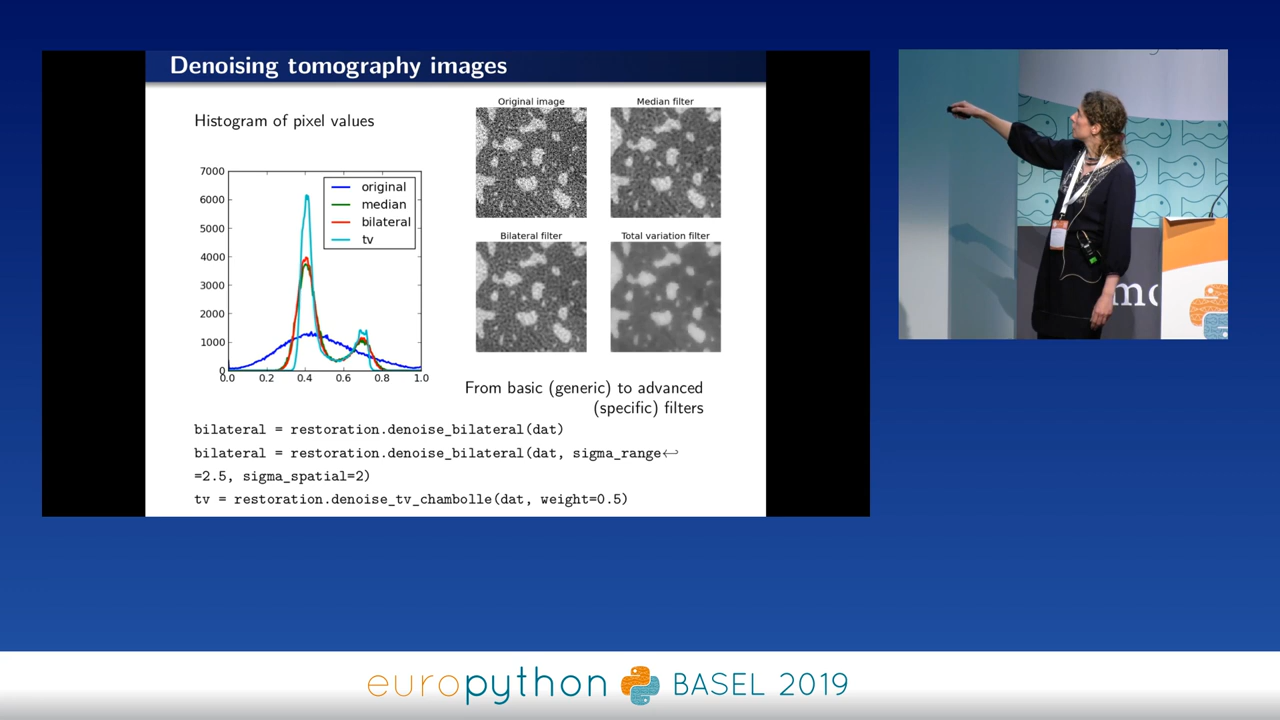 Denoising tomography images
Histogram of pixel values
7000
6000
5000
4000
3000
2000
1000
0
0.0 0.2 0.4 0.6 0.8 1.0
original
median
bilateral
tv
Original image
Median filter
Bilateral filter
Total variation filter
From basic (generic) to advanced
(specific) filters
bilateral = restoration.denoise_bilateral(dat)
bilateral = restoration.denoise_bilateral(dat, sigma_range↩
=2.5, sigma_spatial=2)
tv = restoration.denoise_tv_chambolle(dat, weight=0.5)
europython BASEL 2019